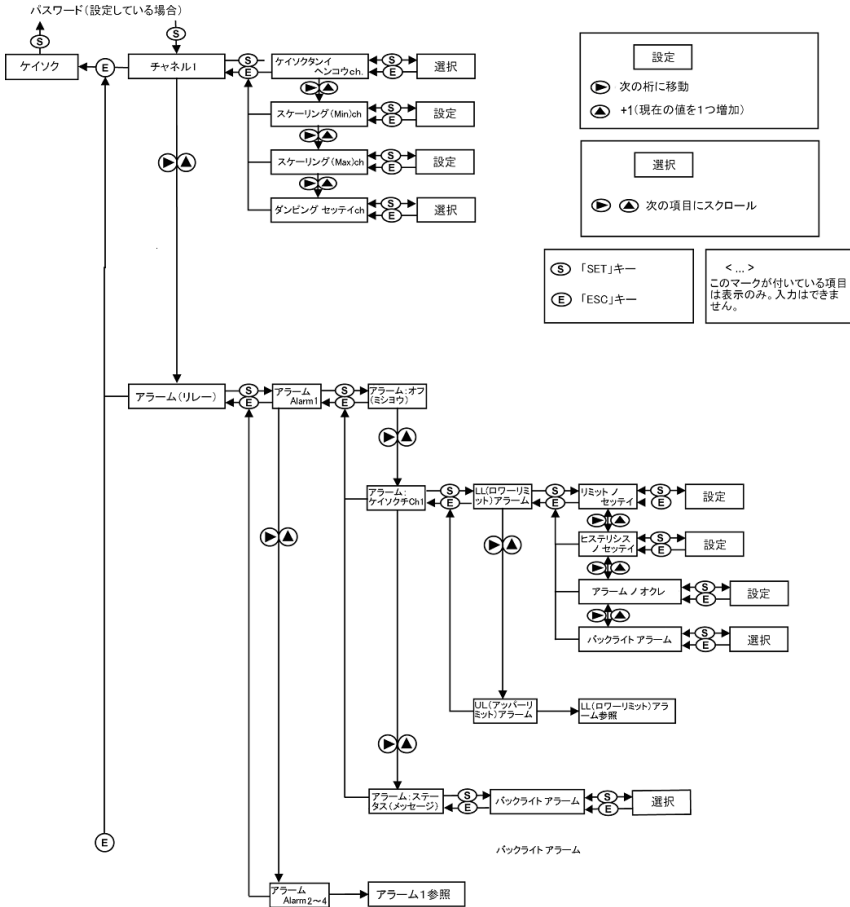 パスワード(設定している場合)
S
S
ケイソク
E
チャネル1
S
E
ケイソクタンイ
ヘンコウch.
S
E
選択
スケーリング(Min)ch
S
E
設定
スケーリング(Max)ch
S
E
設定
ダンピング セッテイch
S
E
選択
設定
次の桁に移動
+1(現在の値を1つ増加)
選択
次の項目にスクロール
S 「SET」キー
E 「ESC」キー
< ... >
このマークが付いている項目
は表示のみ。入力はできま
せん。
アラーム(リレー)
S
E
アラーム
Alarm1
S
E
アラーム:オフ
(ミショウ)
アラーム:
ケイソクチCh1
S
E
LL(ロワーリミ
ット)アラーム
S
E
リミット ノ
セッテイ
S
E
設定
ヒステリシス
ノ セッテイ
S
E
設定
アラーム ノ オクレ
S
E
設定
バックライト アラーム
S
E
選択
UL(アッパーリ
ミット)アラーム
LL(ロワーリミット)アラ
ーム参照
アラーム:ステー
タス(メッセージ)
S
E
バックライト アラーム
S
E
選択
E
バックライト アラーム
アラーム
Alarm2~4
アラーム1参照